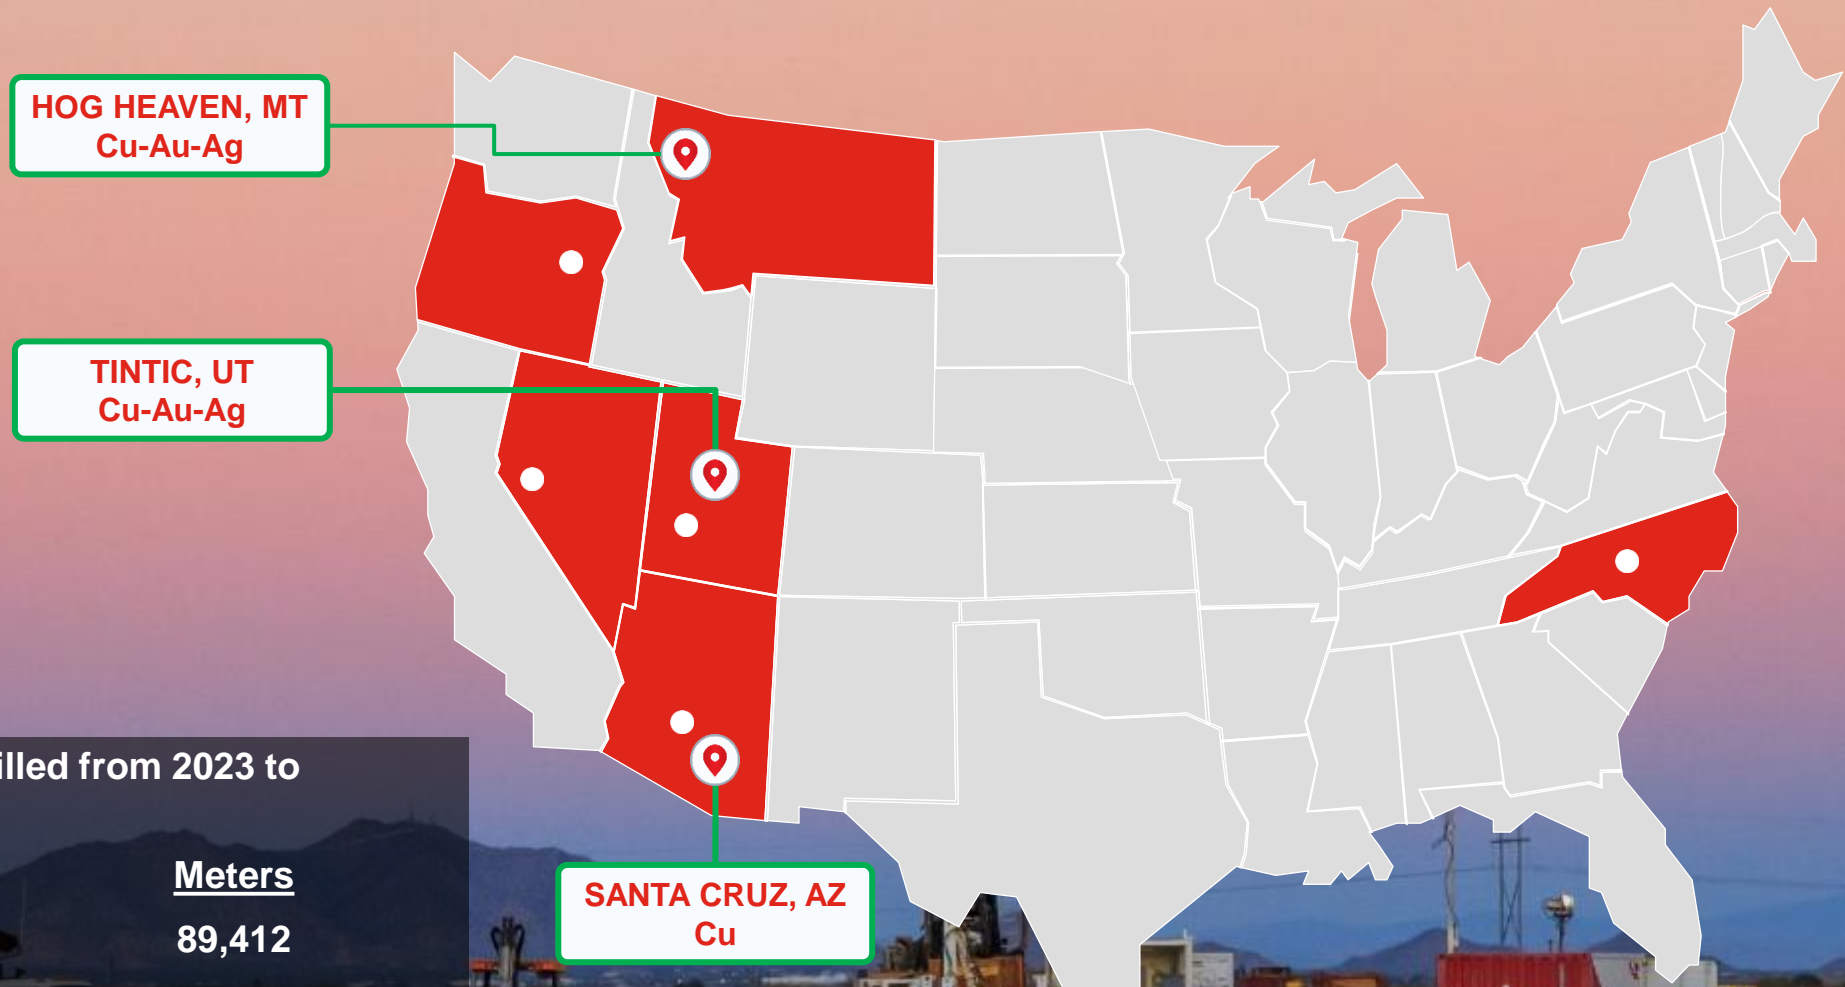 HOG HEAVEN, MT
Cu-Au-Ag
TINTIC, UT
Cu-Au-Ag
illed from 2023 to
Meters
89,412
SANTA CRUZ, AZ
Cu